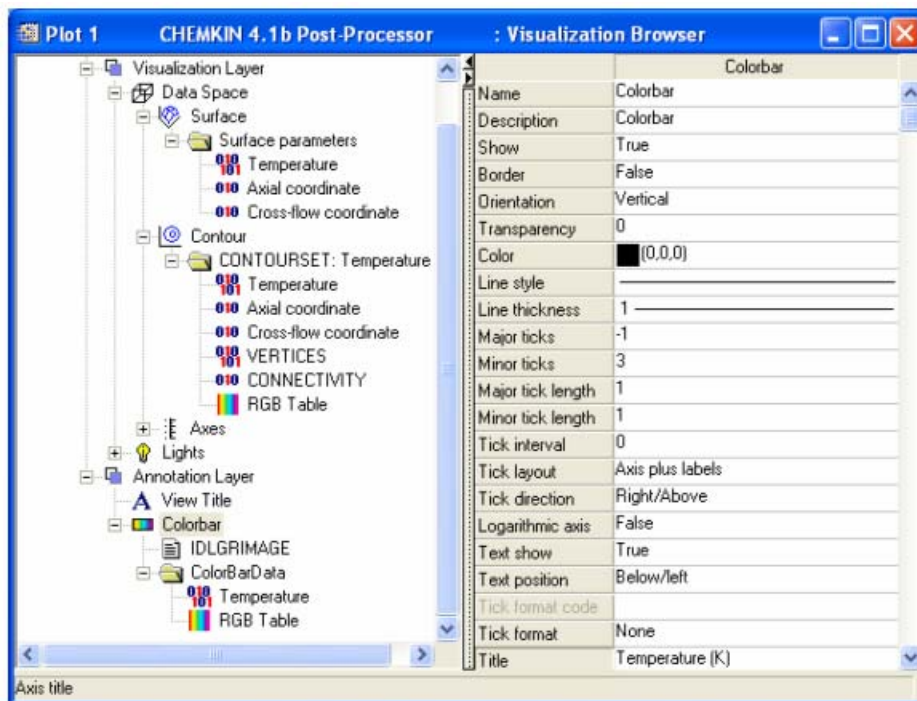 Plot 1 CHEMKIN 4.1b Post-Processor : Visualization Browser
Visualization Layer
Data Space
Surface
Surface parameters
Temperature
Axial coordinate
Cross-flow coordinate
Contour
CONTOURSET: Temperature
Temperature
Axial coordinate
Cross-flow coordinate
VERTICES
CONNECTIVITY
RGB Table
Axes
Lights
Annotation Layer
View Title
Colorbar
IDLGRIMAGE
ColorBarData
Temperature
RGB Table
Colorbar
Name Colorbar
Description Colorbar
Show True
Border False
Orientation Vertical
Transparency 0
Color (0,0,0)
Line style
Line thickness 1
Major ticks -1
Minor ticks 3
Major tick length 1
Minor tick length 1
Tick interval 0
Tick layout Axis plus labels
Tick direction Right/Above
Logarithmic axis False
Text show True
Text position Below/left
Tick format code
Tick format None
Title Temperature (K)
Axis title